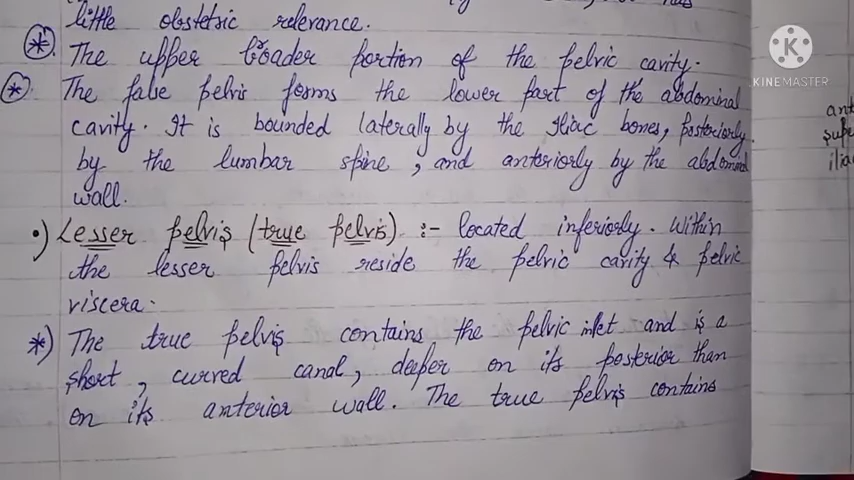 little obstetric relevance.
The upper broader portion of the pelvic cavity.
The false pelvis forms the lower part of the abdominal
cavity. It is bounded laterally by the Iliac bones, posteriorly
by the lumbar spine, and anteriorly by the abdominal
wall.
•) Lesser pelvis (true pelvis) :- located inferiorly. Within
the lesser pelvis reside the pelvic cavity & pelvic
viscera.
*) The true pelvis contains the pelvic inlet and is a
short, curved canal, deeper on its posterior than
on its anterior wall. The true pelvis contains
KINEMASTER